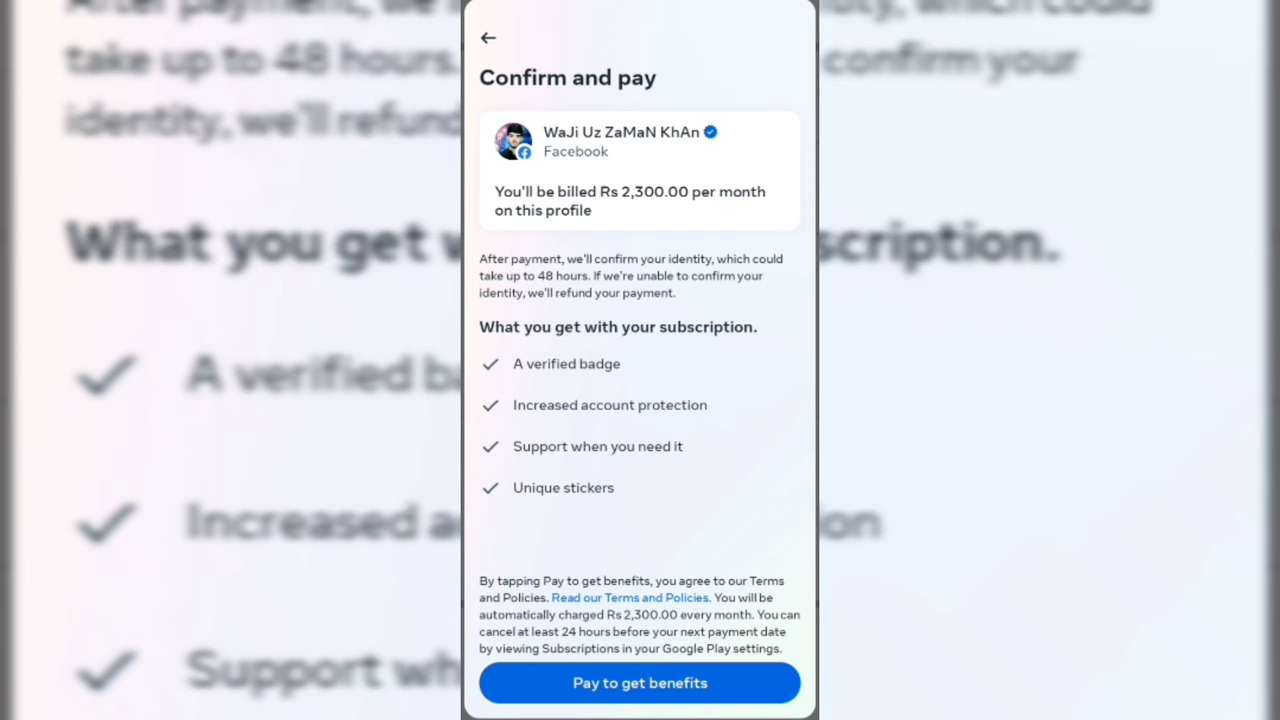 Confirm and pay
WaJi Uz ZaMaN KhAn
Facebook
You'll be billed Rs 2,300.00 per month
on this profile
After payment, we'll confirm your identity, which could
take up to 48 hours. If we're unable to confirm your
identity, we'll refund your payment.
What you get with your subscription.
A verified badge
Increased account protection
Support when you need it
Unique stickers
By tapping Pay to get benefits, you agree to our Terms
and Policies. Read our Terms and Policies. You will be
automatically charged Rs 2,300.00 every month. You can
cancel at least 24 hours before your next payment date
by viewing Subscriptions in your Google Play settings.
Pay to get benefits